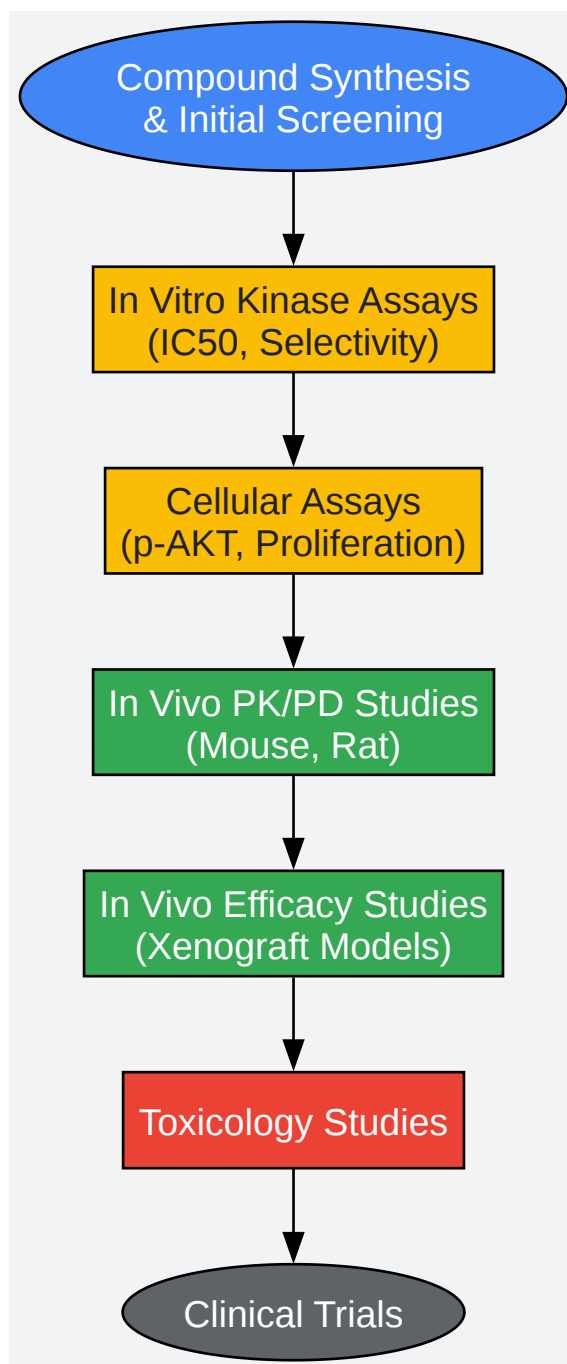 Compound Synthesis
& Initial Screening
In Vitro Kinase Assays
(IC50, Selectivity)
Cellular Assays
(p-AKT, Proliferation)
In Vivo PK/PD Studies
(Mouse, Rat)
In Vivo Efficacy Studies
(Xenograft Models)
Toxicology Studies
Clinical Trials